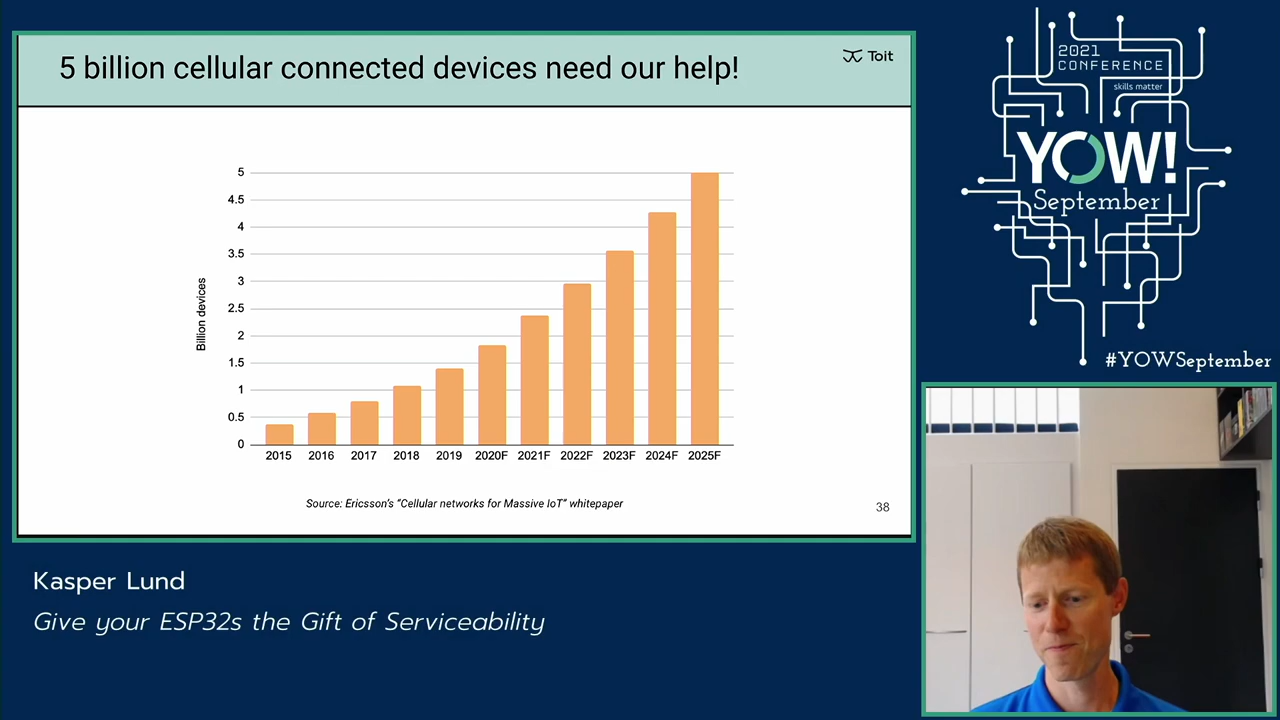 5 billion cellular connected devices need our help!
Toit
5
4.5
4
3.5
3
2.5
2
1.5
1
0.5
0
Billion devices
2015 2016 2017 2018 2019 2020F 2021F 2022F 2023F 2024F 2025F
Source: Ericsson's “Cellular networks for Massive IoT” whitepaper
38
2021
CONFERENCE
skills matter
YOW!
September
#YOWSeptember
Kasper Lund
Give your ESP32s the Gift of Serviceability